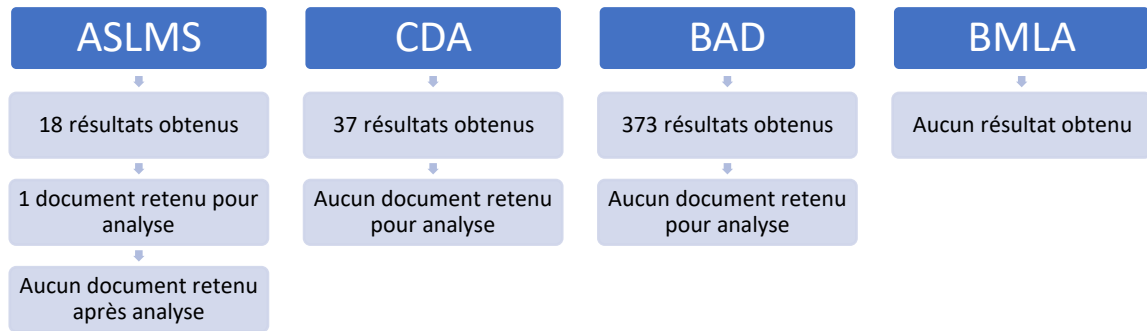 ASLMS
18 résultats obtenus
1 document retenu pour
analyse
Aucun document retenu
après analyse
CDA
37 résultats obtenus
Aucun document retenu
pour analyse
BAD
373 résultats obtenus
Aucun document retenu
pour analyse
BMLA
Aucun résultat obtenu